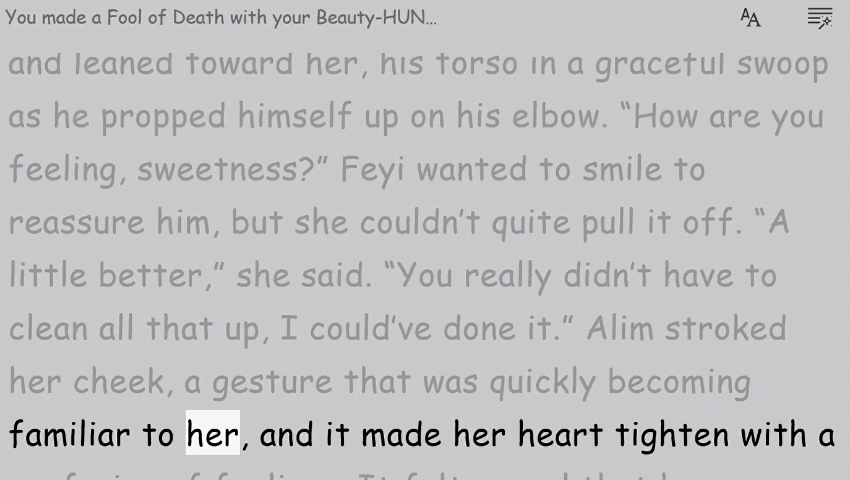 You made a Fool of Death with your Beauty-HUN...
AA
and leaned toward her, his torso in a graceful swoop
as he propped himself up on his elbow. “How are you
feeling, sweetness?” Feyi wanted to smile to
reassure him, but she couldn’t quite pull it off. “A
little better,” she said. “You really didn’t have to
clean all that up, I could’ve done it.” Alim stroked
her cheek, a gesture that was quickly becoming
familiar to her, and it made her heart tighten with a